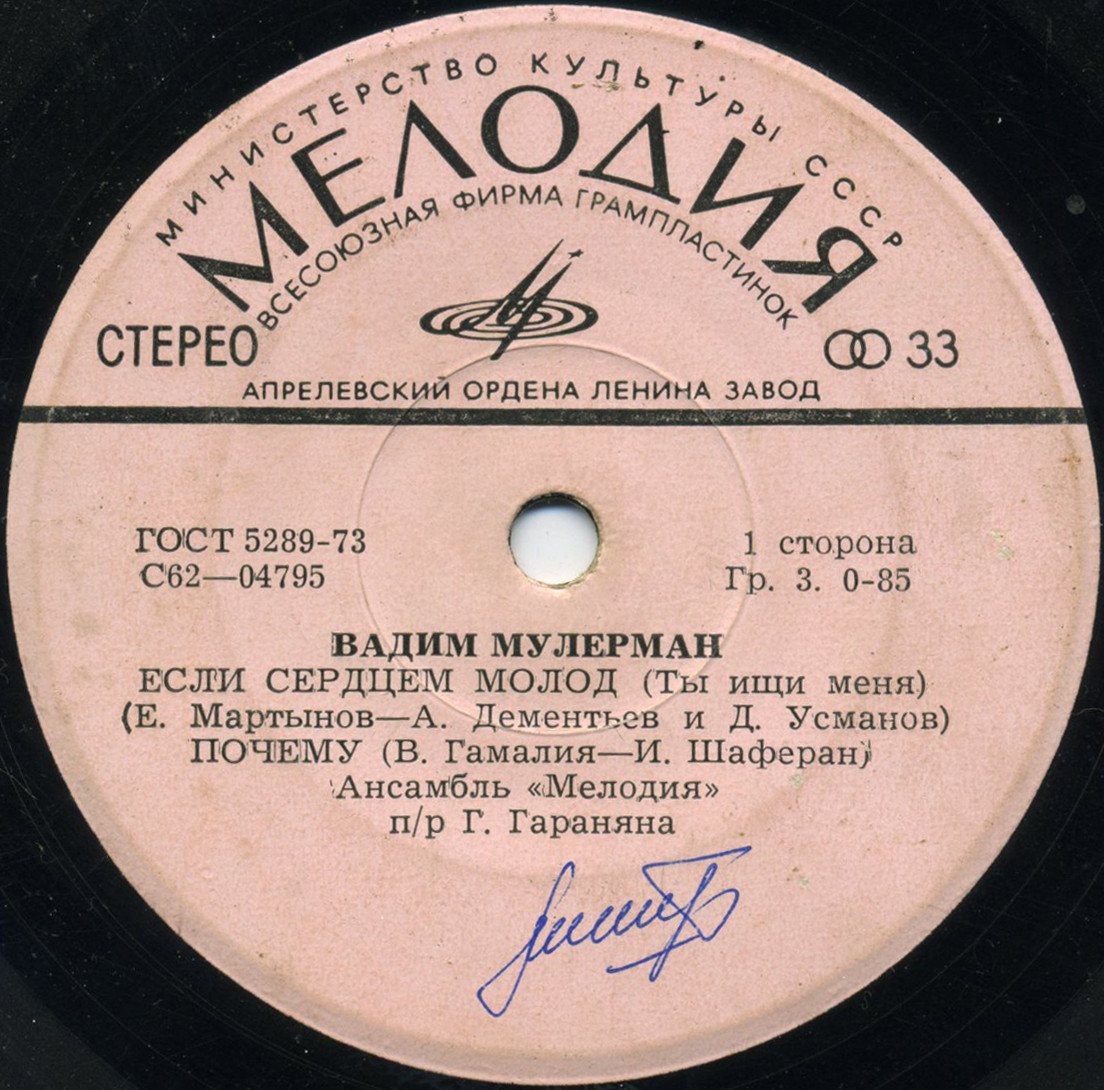 МИНИСТЕРСТВО КУЛЬТУРЫ СССР
МЕЛОДИЯ
ВСЕСОЮЗНАЯ ФИРМА ГРАМПЛАСТИНОК
СТЕРЕО 33
АПРЕЛЕВСКИЙ ОРДЕНА ЛЕНИНА ЗАВОД
ГОСТ 5289-73 1 сторона
С62—04795 Гр. 3. 0-85
ВАДИМ МУЛЕРМАН
ЕСЛИ СЕРДЦЕМ МОЛОД (Ты ищи меня)
(Е. Мартынов—А. Дементьев и Д. Усманов)
ПОЧЕМУ (В. Гамалия—И. Шаферан)
Ансамбль «Мелодия»
п/р Г. Гараняна